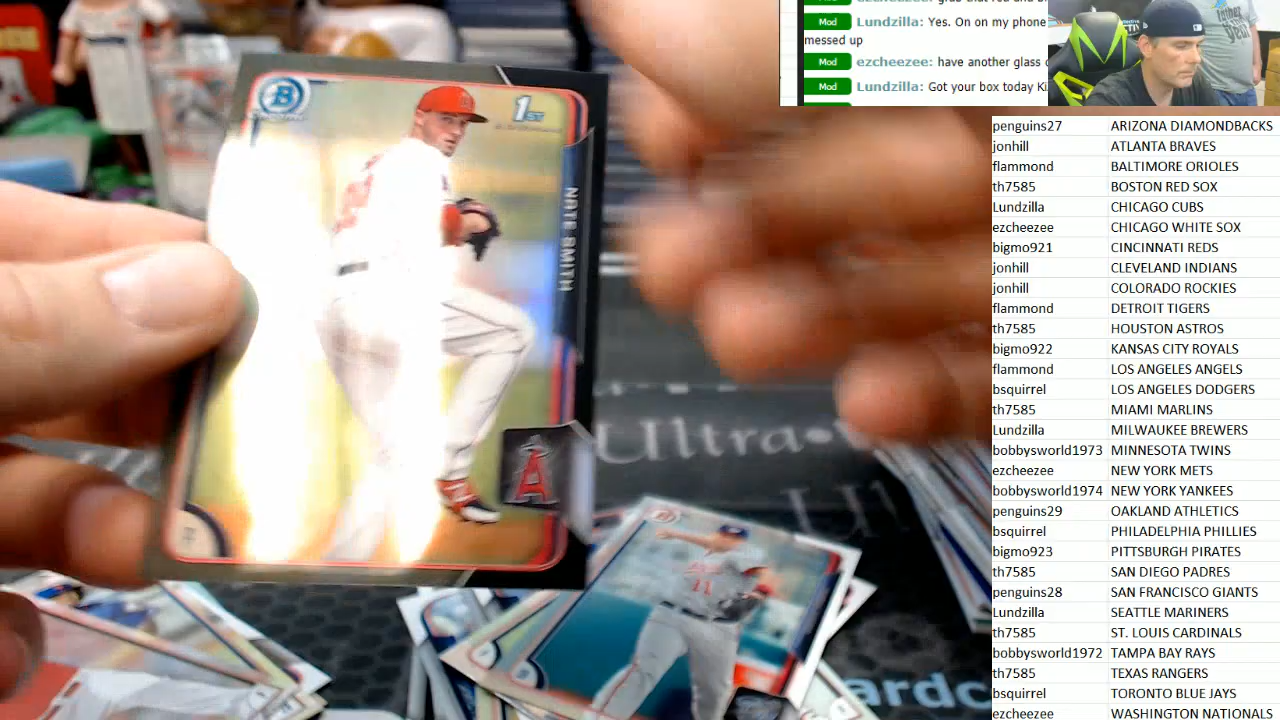 Mod Lundzilla: Yes. On on my phone
messed up
Mod ezcheezee: have another glass
Mod Lundzilla: Got your box today
penguins27 ARIZONA DIAMONDBACKS
jonhill ATLANTA BRAVES
flammond BALTIMORE ORIOLES
th7585 BOSTON RED SOX
Lundzilla CHICAGO CUBS
ezcheezee CHICAGO WHITE SOX
bigmo921 CINCINNATI REDS
jonhill CLEVELAND INDIANS
jonhill COLORADO ROCKIES
flammond DETROIT TIGERS
th7585 HOUSTON ASTROS
bigmo922 KANSAS CITY ROYALS
flammond LOS ANGELES ANGELS
bsquirrel LOS ANGELES DODGERS
th7585 MIAMI MARLINS
Lundzilla MILWAUKEE BREWERS
bobbysworld1973 MINNESOTA TWINS
ezcheezee NEW YORK METS
bobbysworld1974 NEW YORK YANKEES
penguins29 OAKLAND ATHLETICS
bsquirrel PHILADELPHIA PHILLIES
bigmo923 PITTSBURGH PIRATES
th7585 SAN DIEGO PADRES
penguins28 SAN FRANCISCO GIANTS
Lundzilla SEATTLE MARINERS
th7585 ST. LOUIS CARDINALS
bobbysworld1972 TAMPA BAY RAYS
th7585 TEXAS RANGERS
bsquirrel TORONTO BLUE JAYS
ezcheezee WASHINGTON NATIONALS
B
1ST
NATE SMITH
A
P
Ultra
11